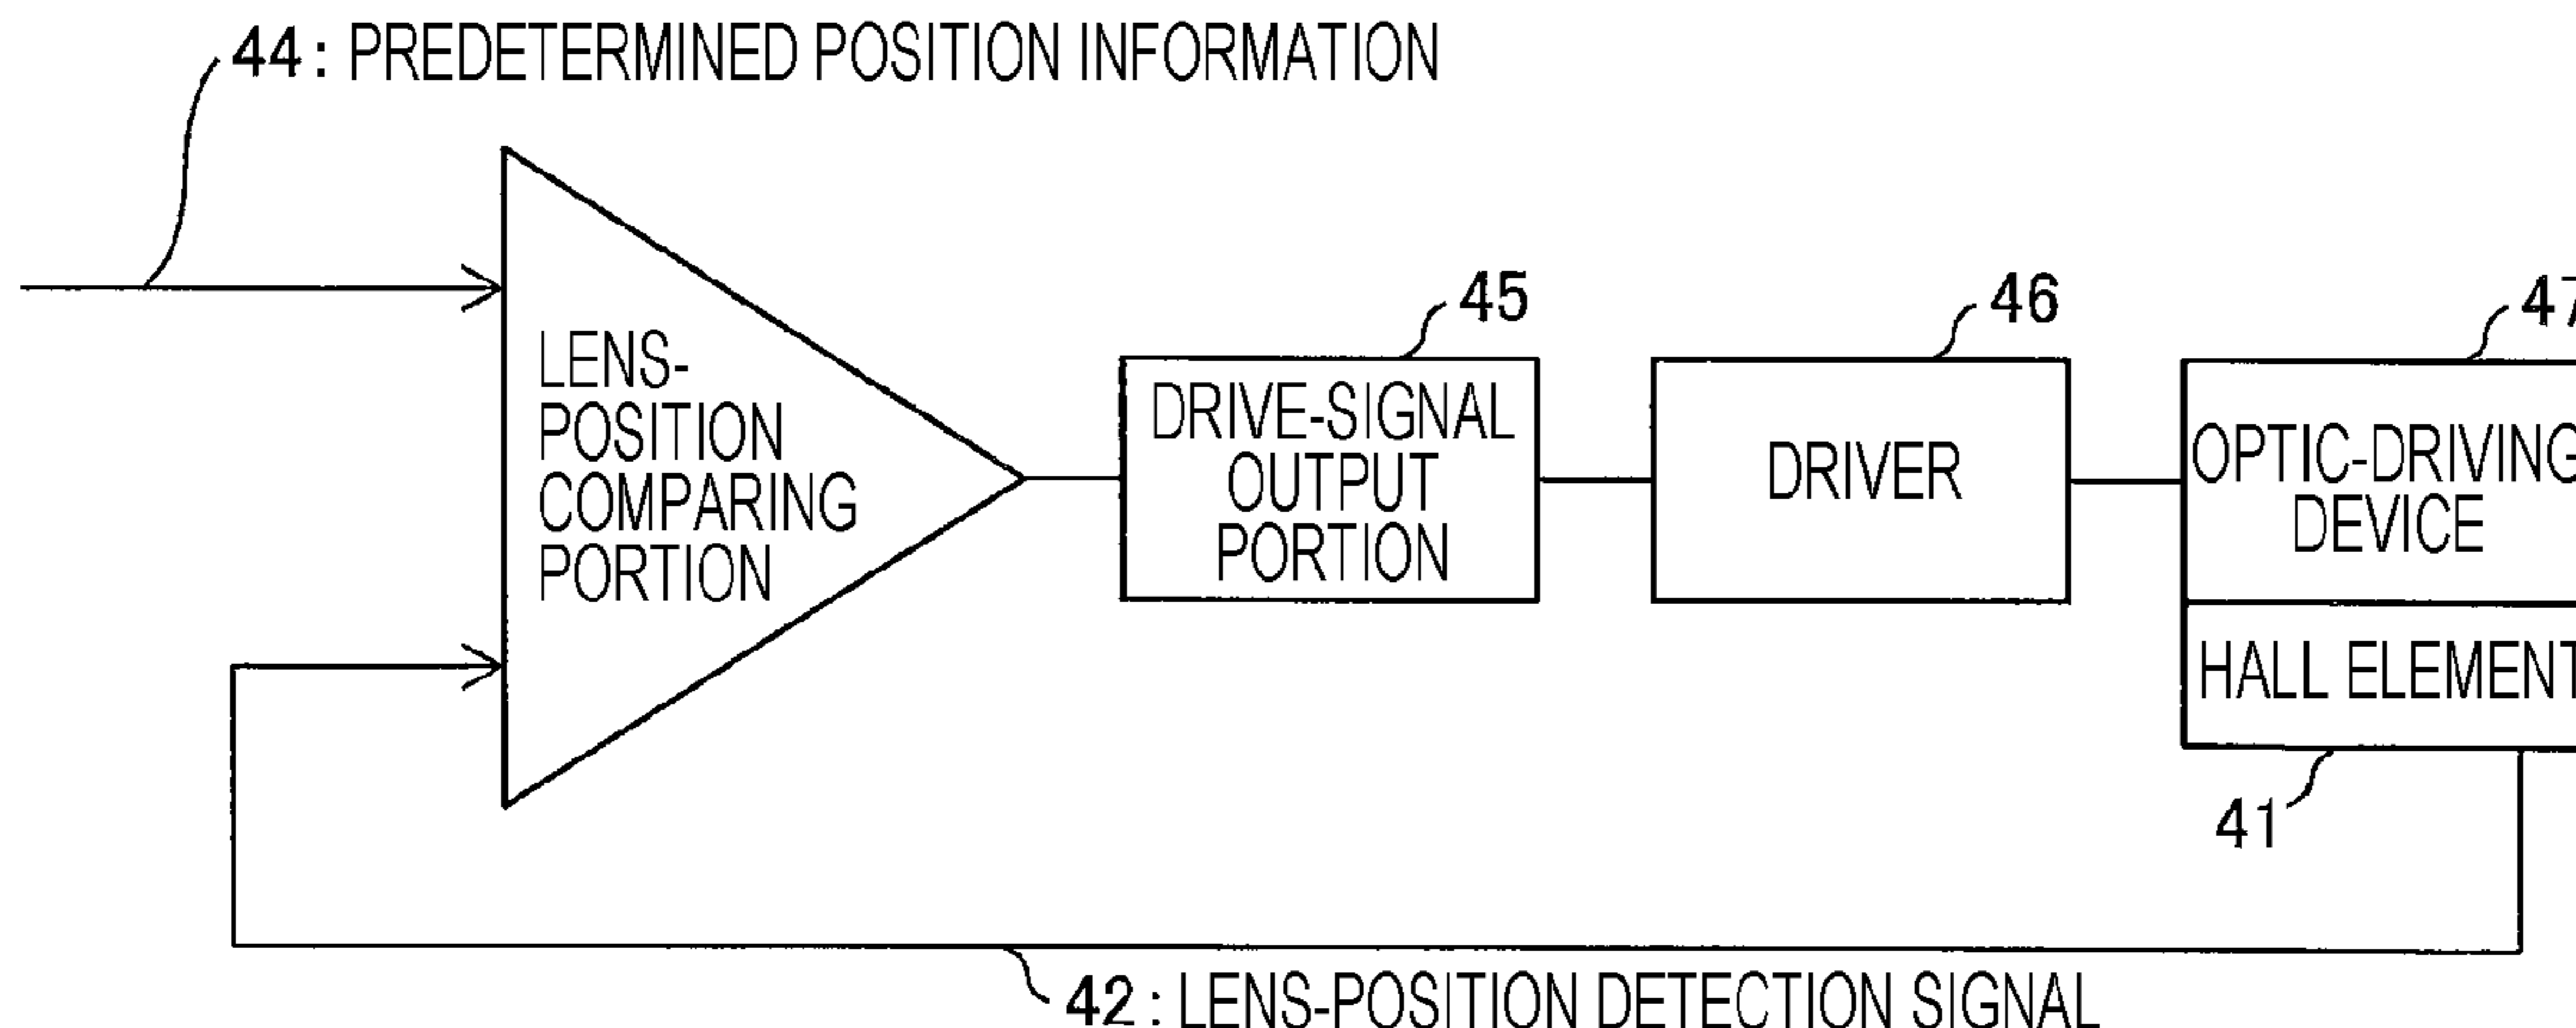 44: PREDETERMINED POSITION INFORMATION
LENS-
POSITION
COMPARING
PORTION
45
DRIVE-SIGNAL
OUTPUT
PORTION
46
DRIVER
47
OPTIC-DRIVING
DEVICE
HALL ELEMENT
41
42: LENS-POSITION DETECTION SIGNAL